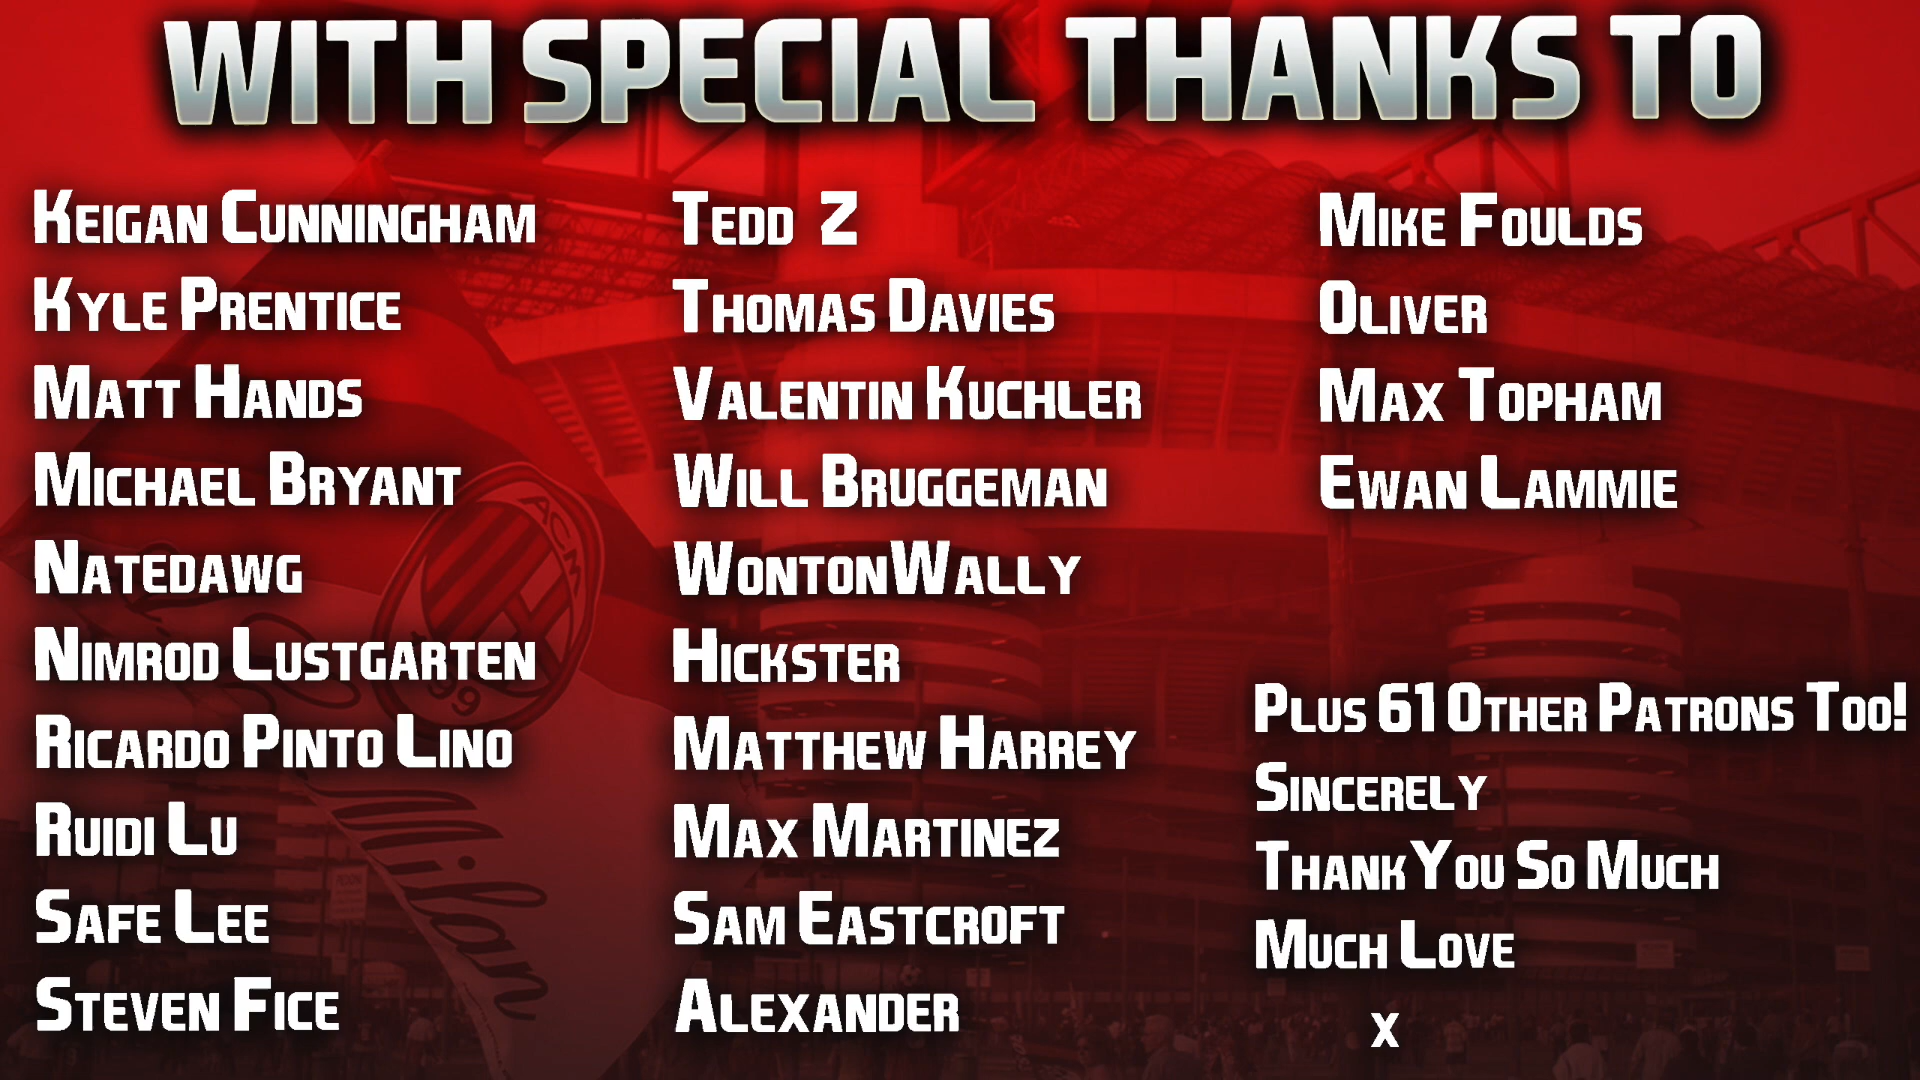 WITH SPECIAL THANKS TO
KEIGAN CUNNINGHAM
KYLE PRENTICE
MATT HANDS
MICHAEL BRYANT
NATEDAWG
NIMROD LUSTGARTEN
RICARDO PINTO LINO
RUIDI LU
SAFE LEE
STEVEN FICE
TEDD Z
THOMAS DAVIES
VALENTIN KUCHLER
WILL BRUGGEMAN
WONTONWALLY
HICKSTER
MATTHEW HARREY
MAX MARTINEZ
SAM EASTCROFT
ALEXANDER
MIKE FOULDS
OLIVER
MAX TOPHAM
EWAN LAMMIE
PLUS 61 OTHER PATRONS TOO!
SINCERELY
THANK YOU SO MUCH
MUCH LOVE
X
ACM
99
Milan